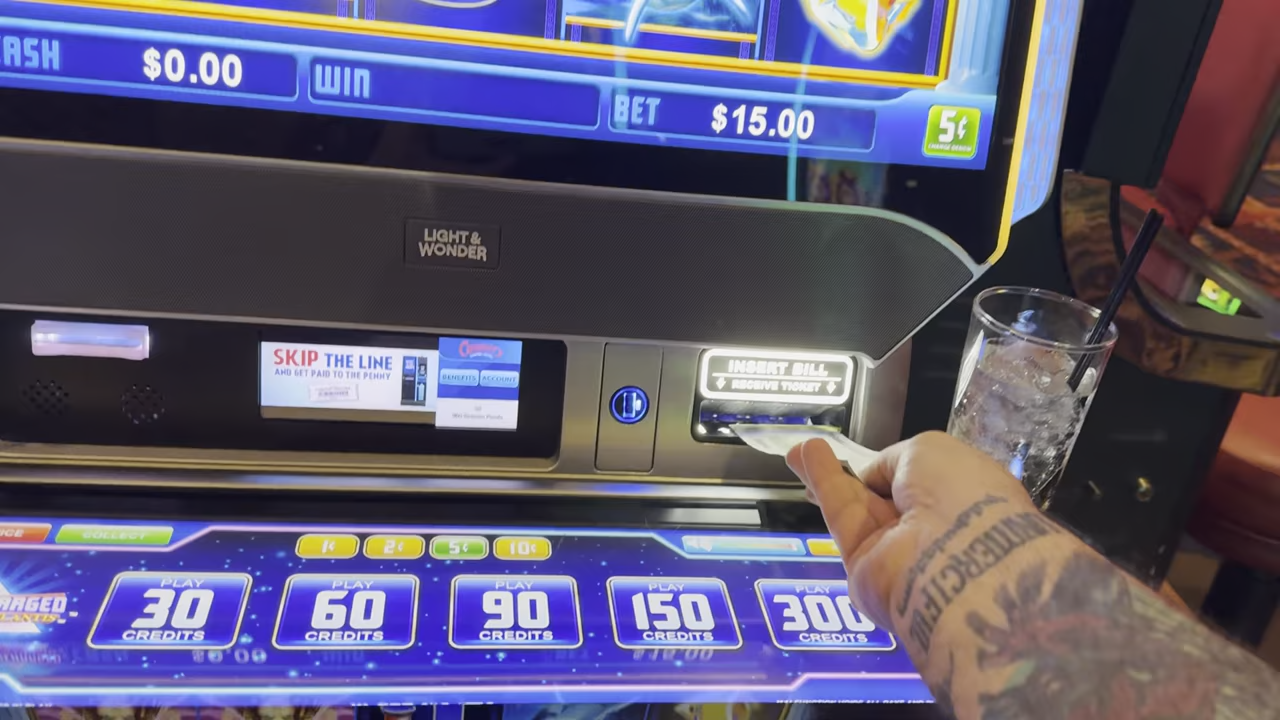 CASH $0.00 WIN BET $15.00 5¢
LIGHT &
WONDER
SKIP THE LINE
AND GET PAID TO THE PENNY
BENEFITS ACCOUNT
INSERT BILL
RECEIVE TICKET
COLLECT
1¢ 2¢ 5¢ 10¢
PLAY
30
CREDITS
PLAY
60
CREDITS
PLAY
90
CREDITS
PLAY
150
CREDITS
PLAY
300
CREDITS